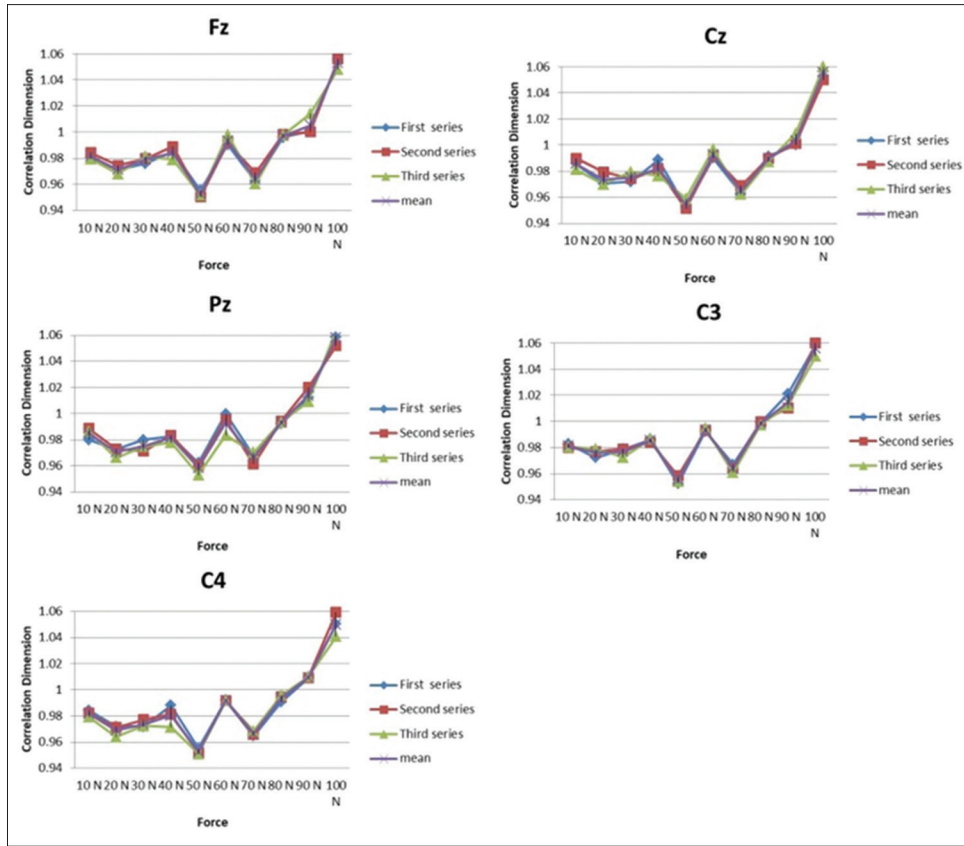 Fz
Correlation Dimension
1.06
1.04
1.02
1
0.98
0.96
0.94
10 N 20 N 30 N 40 N 50 N 60 N 70 N 80 N 90 N 100
N
Force
First series
Second series
Third series
mean
Cz
Correlation Dimension
1.06
1.04
1.02
1
0.98
0.96
0.94
10 N 20 N 30 N 40 N 50 N 60 N 70 N 80 N 90 N 100
N
Force
First series
Second series
Third series
mean
Pz
Correlation Dimension
1.06
1.04
1.02
1
0.98
0.96
0.94
10 N 20 N 30 N 40 N 50 N 60 N 70 N 80 N 90 N 100
N
Force
First series
Second series
Third series
mean
C3
Correlation Dimension
1.06
1.04
1.02
1
0.98
0.96
0.94
10 N 20 N 30 N 40 N 50 N 60 N 70 N 80 N 90 N 100
N
Force
First series
Second series
Third series
mean
C4
Correlation Dimension
1.06
1.04
1.02
1
0.98
0.96
0.94
10 N 20 N 30 N 40 N 50 N 60 N 70 N 80 N 90 N 100
N
Force
First series
Second series
Third series
mean